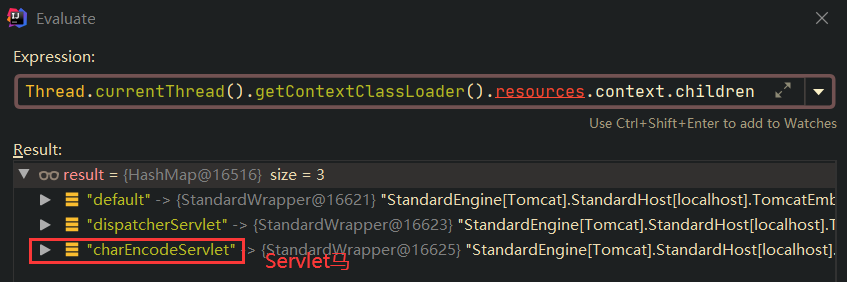 Evaluate
Expression:
Thread.currentThread().getContextClassLoader().resources.context.children
Use Ctrl+Shift+Enter to add to Watches
Result:
result = {HashMap@16516} size = 3
"default" -> {StandardWrapper@16621} "StandardEngine[Tomcat].StandardHost[localhost].TomcatEmb
"dispatcherServlet" -> {StandardWrapper@16623} "StandardEngine[Tomcat].StandardHost[localhost].T
"charEncodeServlet" -> {StandardWrapper@16625} "StandardEngine[Tomcat].StandardHost[localhost].
Servlet马